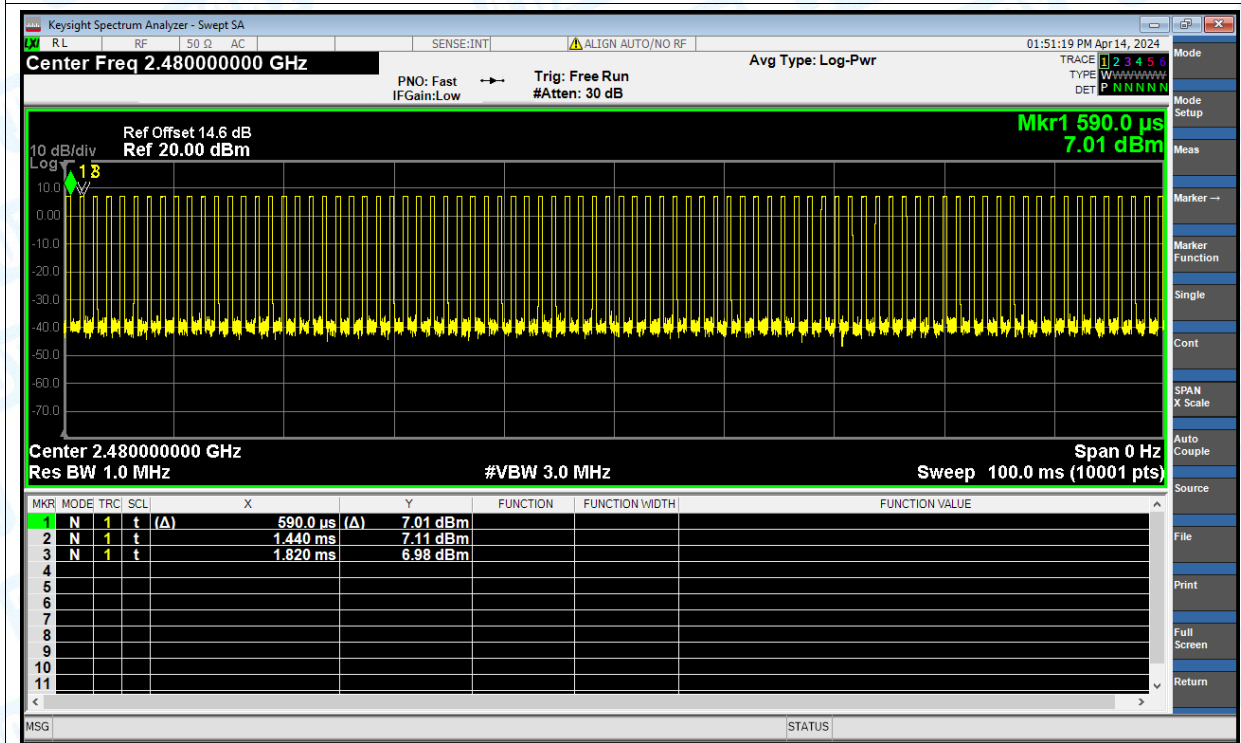 Keysight Spectrum Analyzer - Swept SA
LXI RL RF 50 Ω AC SENSE:INT ALIGN AUTO/NO RF 01:51:19 PM Apr 14, 2024
Center Freq 2.480000000 GHz
PNO: Fast
IFGain:Low
Trig: Free Run
#Atten: 30 dB
Avg Type: Log-Pwr
TRACE 1 2 3 4 5 6
TYPE WWWWWW
DET P N N N N N
Mkr1 590.0 µs
7.01 dBm
Ref Offset 14.6 dB
10 dB/div Ref 20.00 dBm
Log
1
3
10.0
0.00
-10.0
-20.0
-30.0
-40.0
-50.0
-60.0
-70.0
Center 2.480000000 GHz Span 0 Hz
Res BW 1.0 MHz #VBW 3.0 MHz Sweep 100.0 ms (10001 pts)
MKR MODE TRC SCL X Y FUNCTION FUNCTION WIDTH FUNCTION VALUE
1 N 1 t (Δ) 590.0 µs (Δ) 7.01 dBm
2 N 1 t 1.440 ms 7.11 dBm
3 N 1 t 1.820 ms 6.98 dBm
4
5
6
7
8
9
10
11
MSG STATUS
Mode
Mode Setup
Meas
Marker →
Marker Function
Single
Cont
SPAN X Scale
Auto Couple
Source
File
Print
Full Screen
Return